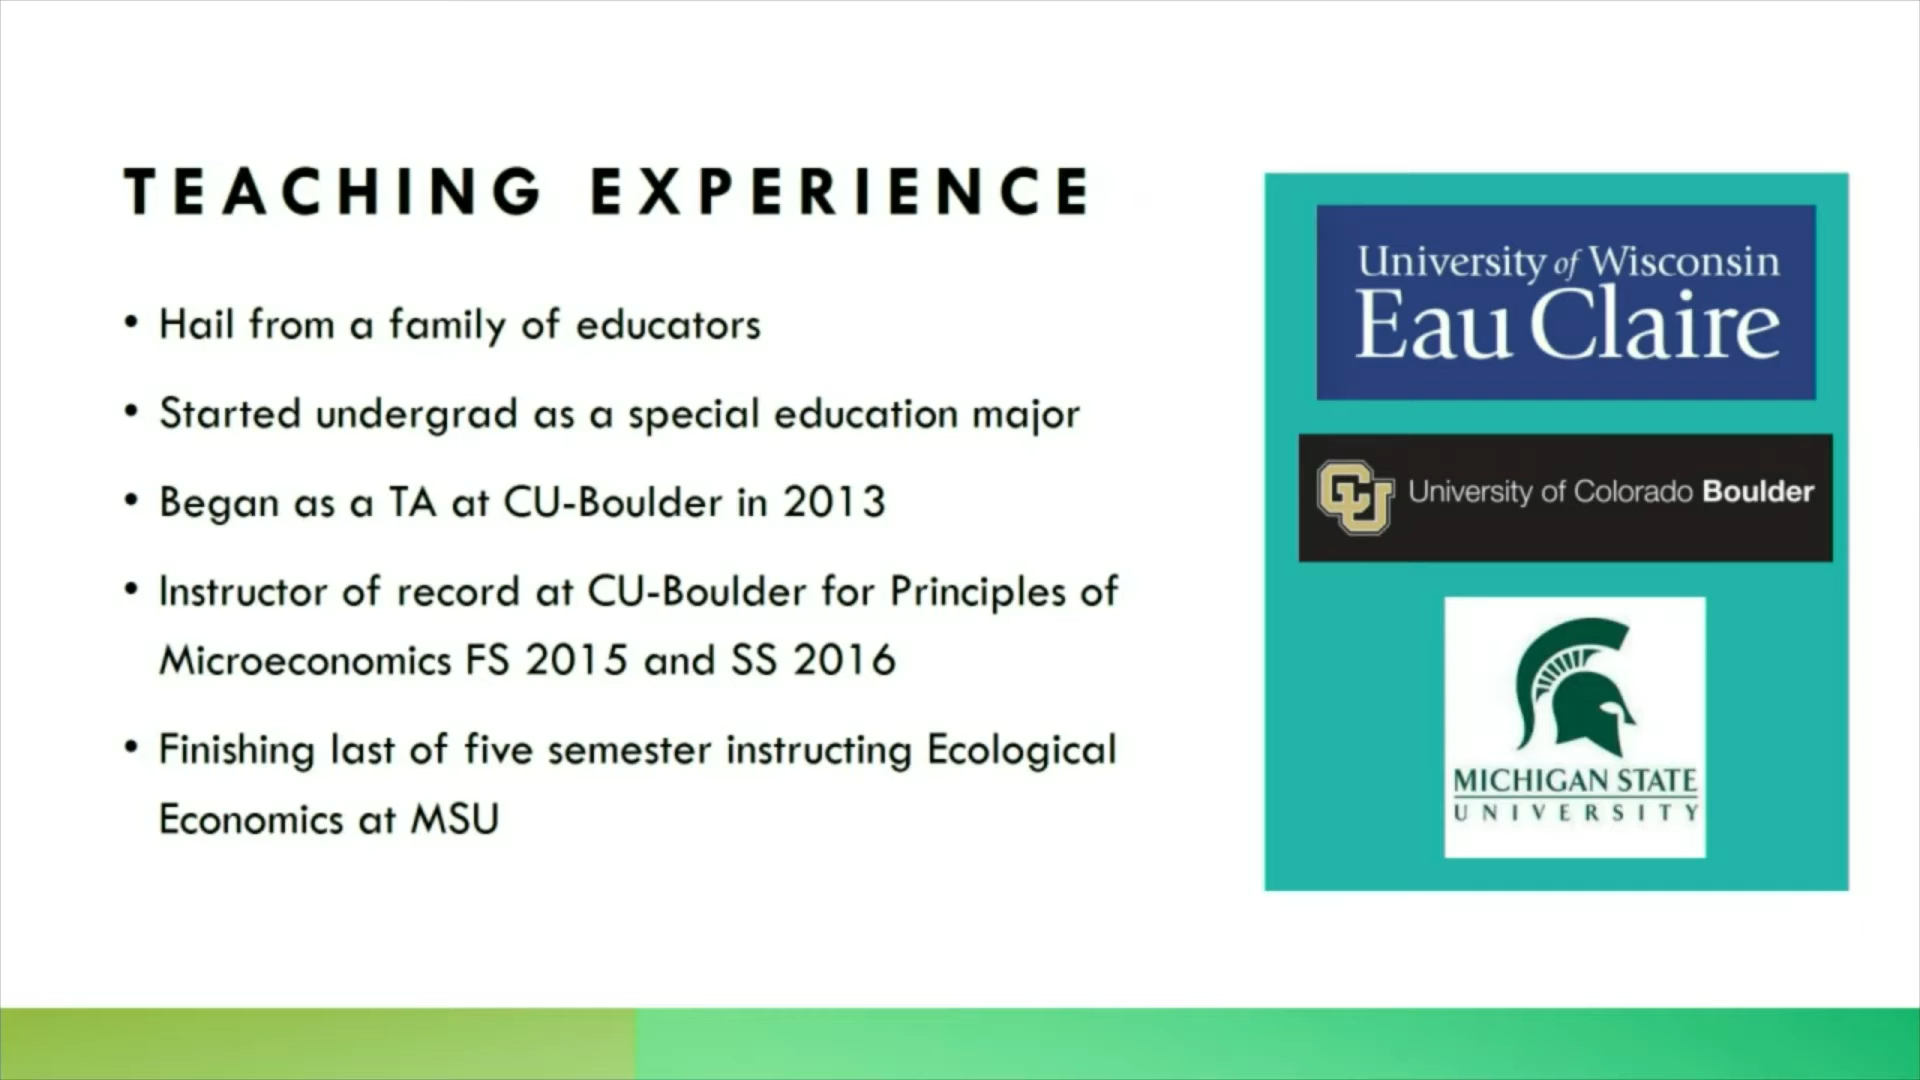 TEACHING EXPERIENCE
• Hail from a family of educators
• Started undergrad as a special education major
• Began as a TA at CU-Boulder in 2013
• Instructor of record at CU-Boulder for Principles of
Microeconomics FS 2015 and SS 2016
• Finishing last of five semester instructing Ecological
Economics at MSU
University of Wisconsin
Eau Claire
CU University of Colorado Boulder
MICHIGAN STATE
UNIVERSITY